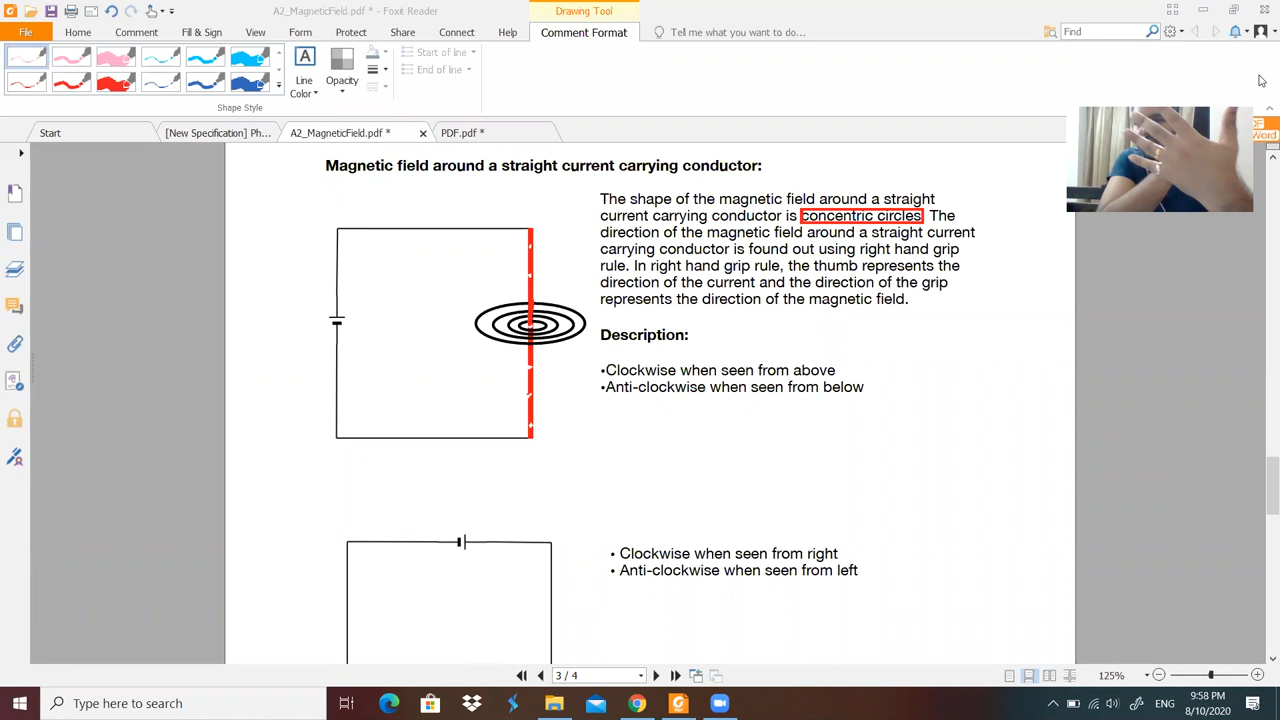 A2_MagneticField.pdf * - Foxit Reader
Drawing Tool
File
Home
Comment
Fill & Sign
View
Form
Protect
Share
Connect
Help
Comment Format
Tell me what you want to do...
Find
Line
Color
Opacity
Start of line
End of line
Shape Style
Start
[New Specification] Ph...
A2_MagneticField.pdf *
PDF.pdf *
Word
Magnetic field around a straight current carrying conductor:
The shape of the magnetic field around a straight
current carrying conductor is concentric circles. The
direction of the magnetic field around a straight current
carrying conductor is found out using right hand grip
rule. In right hand grip rule, the thumb represents the
direction of the current and the direction of the grip
represents the direction of the magnetic field.
Description:
•Clockwise when seen from above
•Anti-clockwise when seen from below
• Clockwise when seen from right
• Anti-clockwise when seen from left
3 / 4
125%
Type here to search
ENG
9:58 PM
8/10/2020